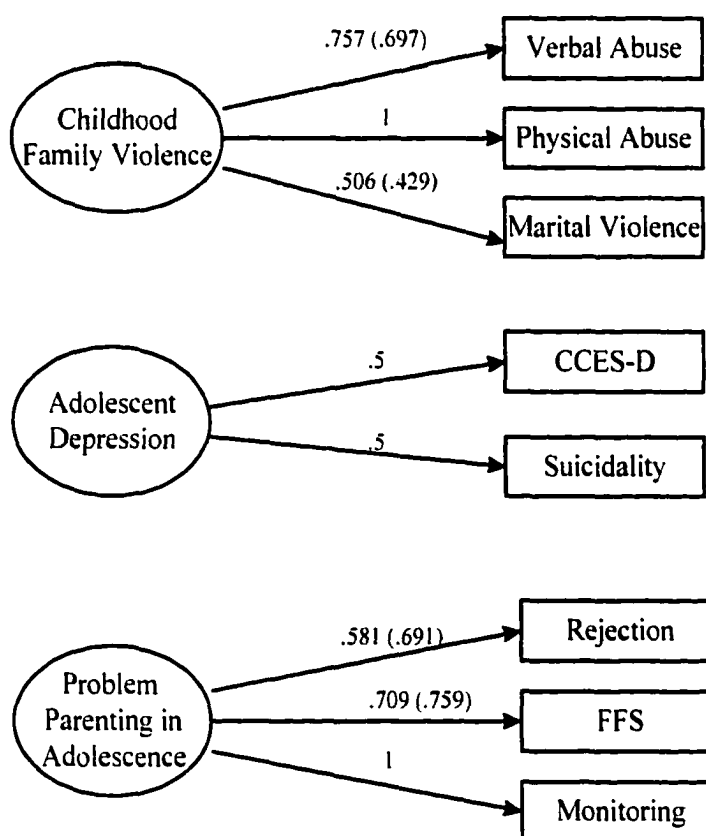 .757 (.697)
Verbal Abuse
Childhood
Family Violence
1
Physical Abuse
.506 (.429)
Marital Violence
.5
CCES-D
Adolescent
Depression
.5
Suicidality
.581 (.691)
Rejection
Problem
Parenting in
Adolescence
.709 (.759)
FFS
1
Monitoring